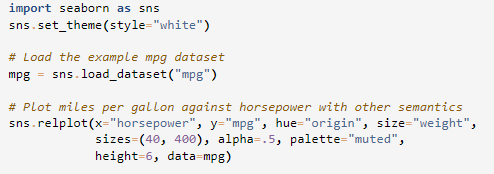 import seaborn as sns
sns.set_theme(style="white")

# Load the example mpg dataset
mpg = sns.load_dataset("mpg")

# Plot miles per gallon against horsepower with other semantics
sns.relplot(x="horsepower", y="mpg", hue="origin", size="weight",
            sizes=(40, 400), alpha=.5, palette="muted",
            height=6, data=mpg)